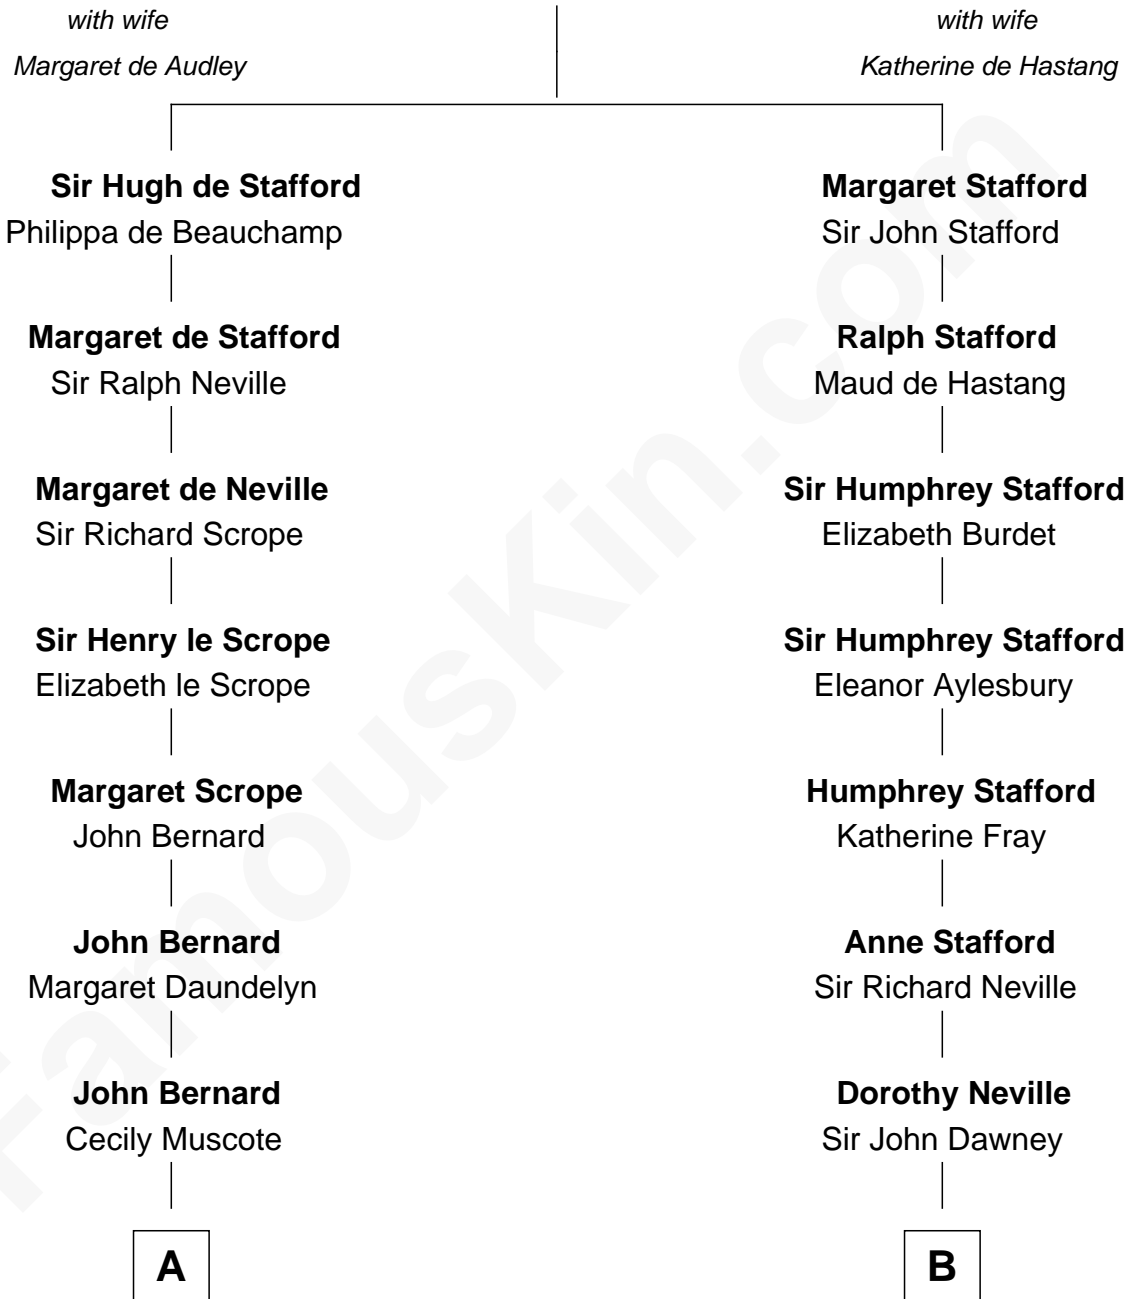 with wife
Margaret de Audley
with wife
Katherine de Hastang
Sir Hugh de Stafford
Philippa de Beauchamp
Margaret Stafford
Sir John Stafford
Margaret de Stafford
Sir Ralph Neville
Ralph Stafford
Maud de Hastang
Margaret de Neville
Sir Richard Scrope
Sir Humphrey Stafford
Elizabeth Burdet
Sir Henry le Scrope
Elizabeth le Scrope
Sir Humphrey Stafford
Eleanor Aylesbury
Margaret Scrope
John Bernard
Humphrey Stafford
Katherine Fray
John Bernard
Margaret Daundelyn
Anne Stafford
Sir Richard Neville
John Bernard
Cecily Muscote
Dorothy Neville
Sir John Dawney
A
B
FamousKin.com